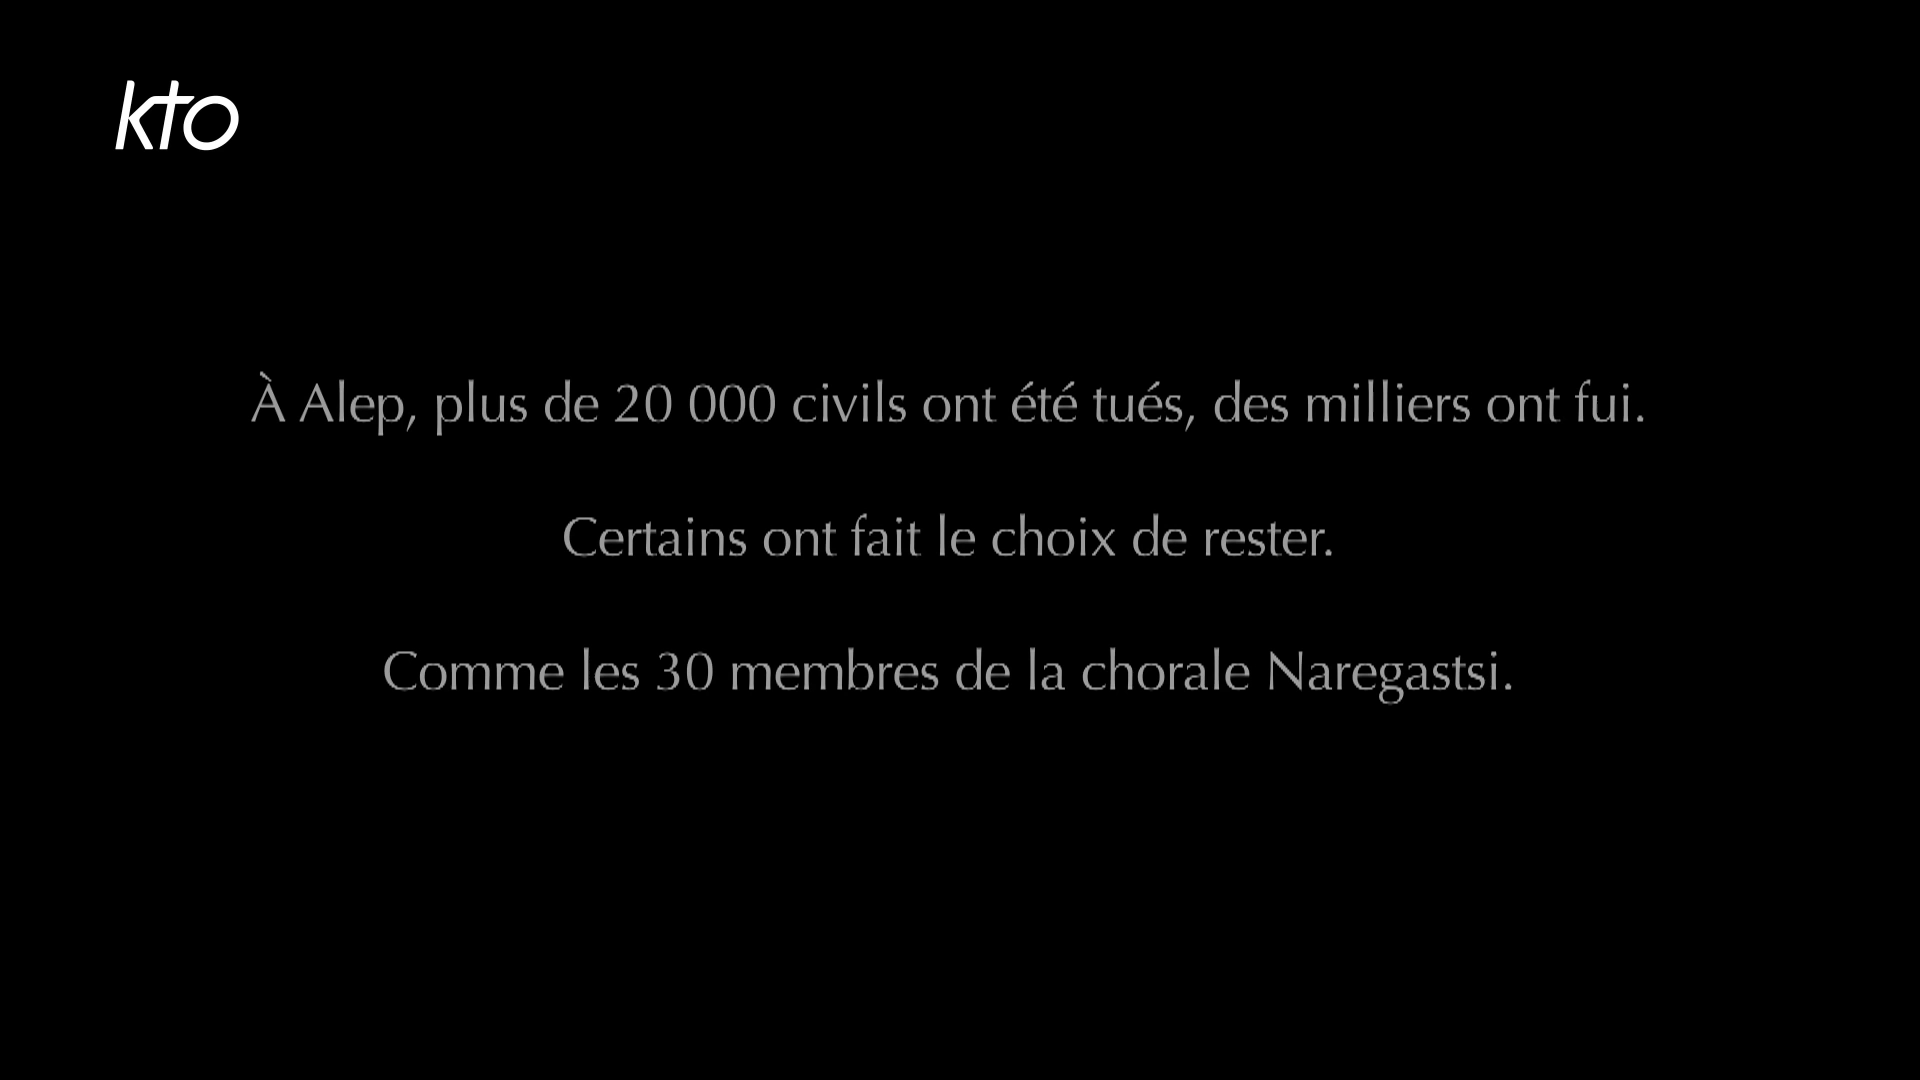 kto
À Alep, plus de 20 000 civils ont été tués, des milliers ont fui.
Certains ont fait le choix de rester.
Comme les 30 membres de la chorale Naregastsi.